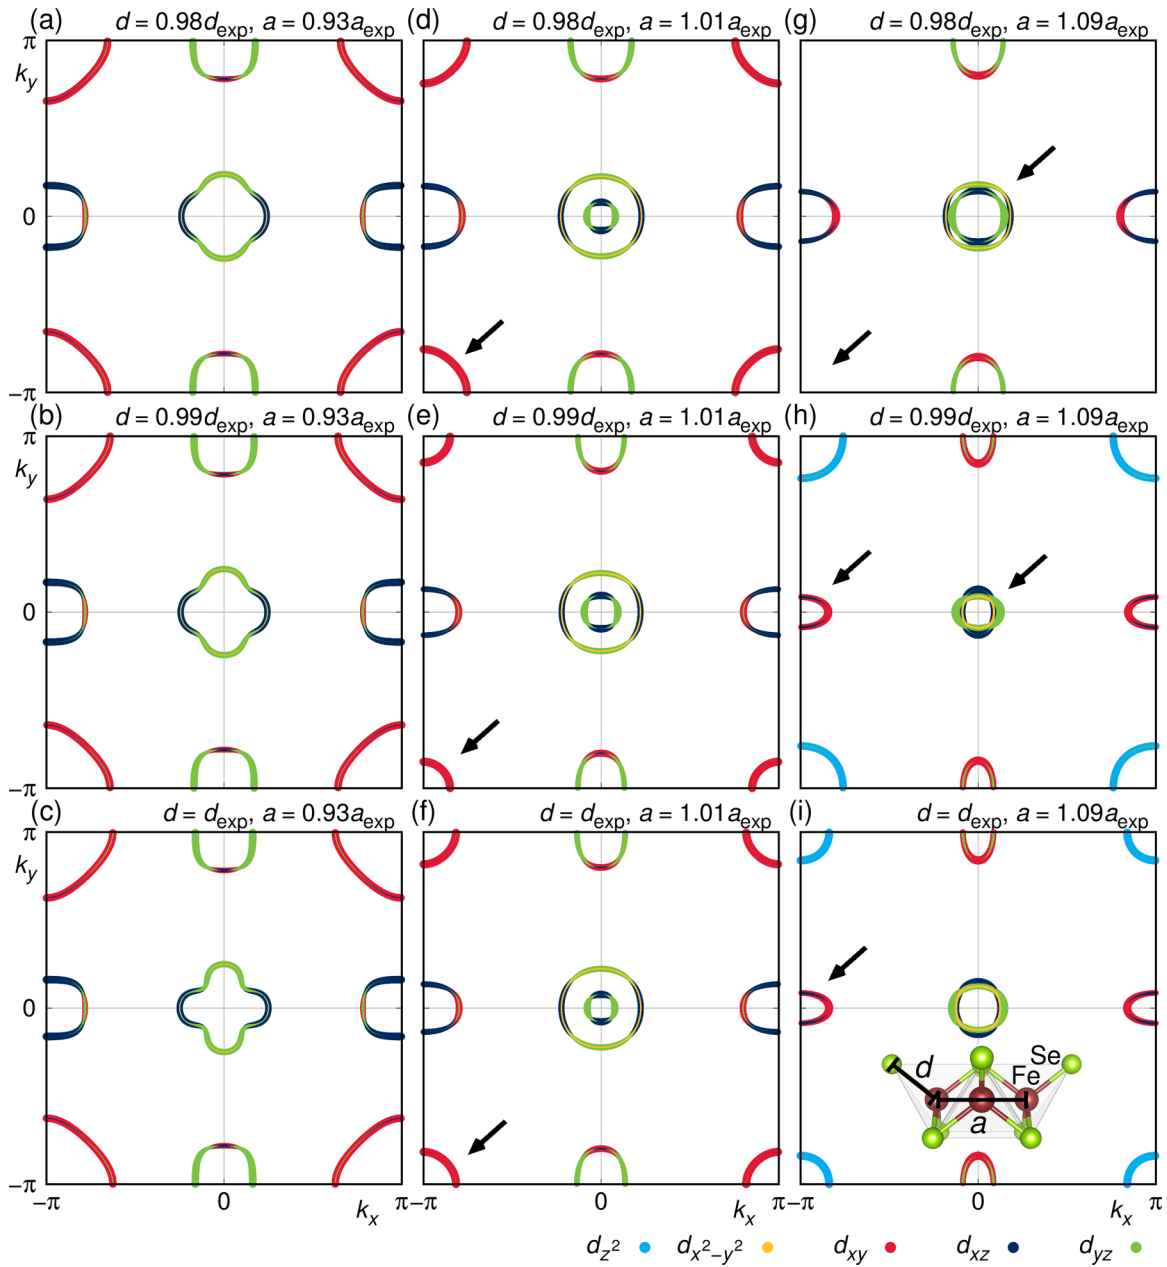 (a) d = 0.98d_exp, a = 0.93a_exp
(d) d = 0.98d_exp, a = 1.01a_exp
(g) d = 0.98d_exp, a = 1.09a_exp
π
k_y
0
−π
(b) d = 0.99d_exp, a = 0.93a_exp
(e) d = 0.99d_exp, a = 1.01a_exp
(h) d = 0.99d_exp, a = 1.09a_exp
π
k_y
0
−π
(c) d = d_exp, a = 0.93a_exp
(f) d = d_exp, a = 1.01a_exp
(i) d = d_exp, a = 1.09a_exp
π
k_y
0
−π
Se
d
Fe
a
−π 0 k_x π
−π 0 k_x π
−π 0 k_x π
d_z² d_x²−y² d_xy d_xz d_yz